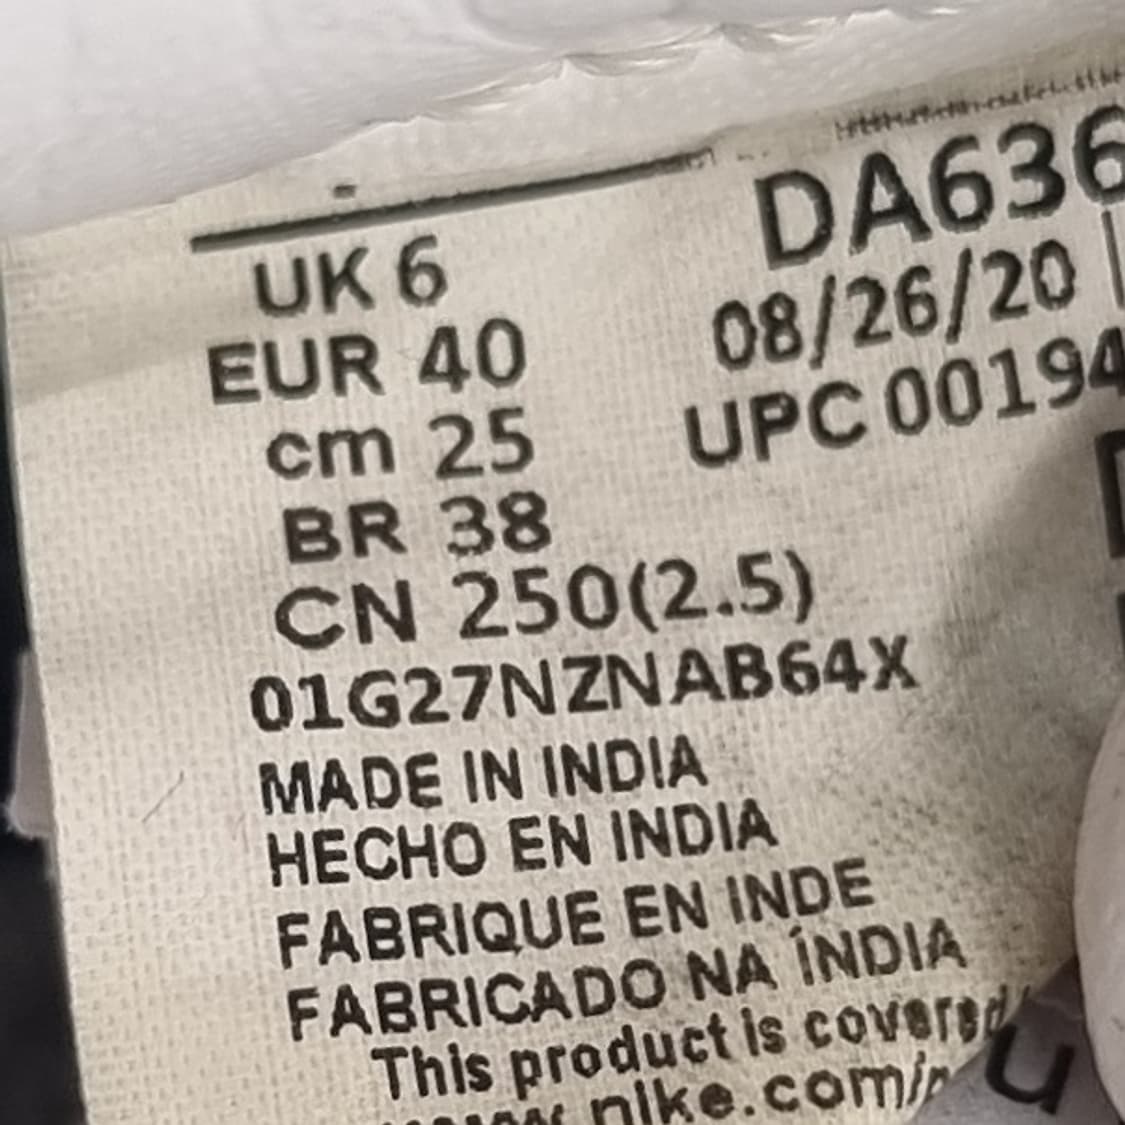 UK 6
EUR 40
cm 25
BR 38
CN 250(2.5)
01G27NZNAB64X
MADE IN INDIA
HECHO EN INDIA
FABRIQUE EN INDE
FABRICADO NA ÍNDIA
This product is covered
nike.com/p
DA636
08/26/20
UPC 00194
u